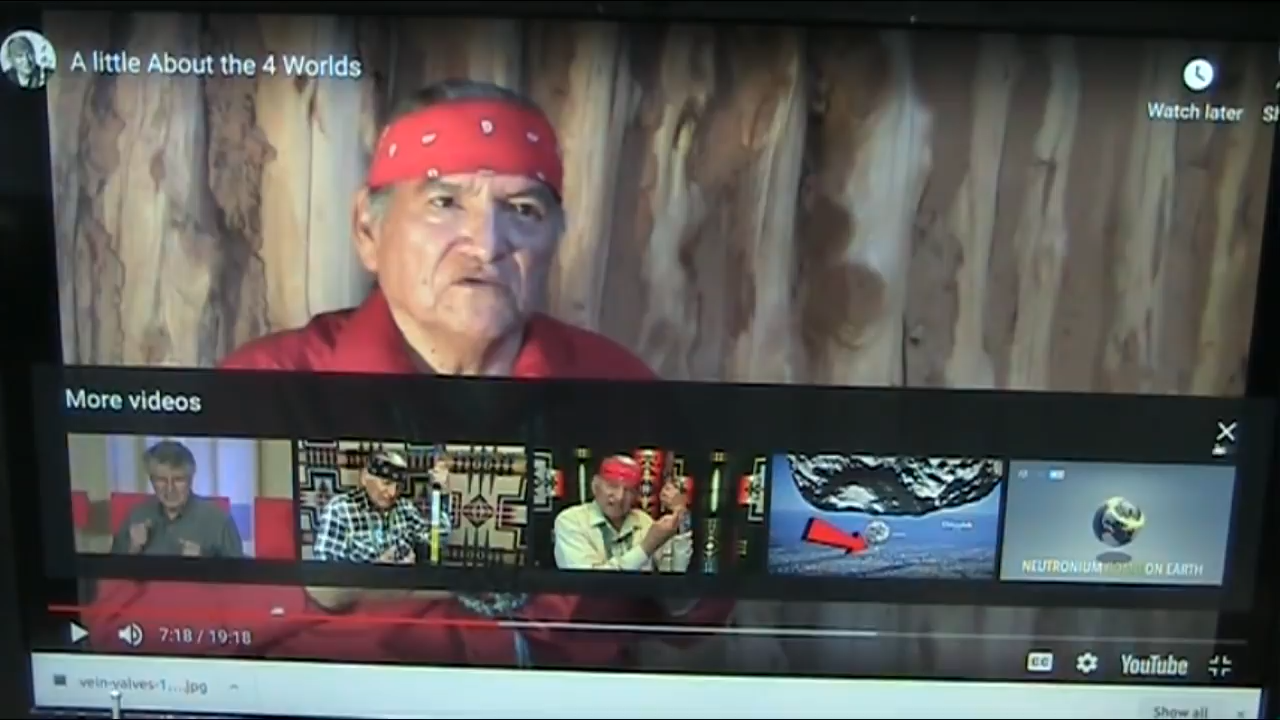 A little About the 4 Worlds
Watch later
More videos
NEUTRONIUM ON EARTH
7:18 / 19:18
CC
YouTube
vein-valves-1,...jpg
Show all